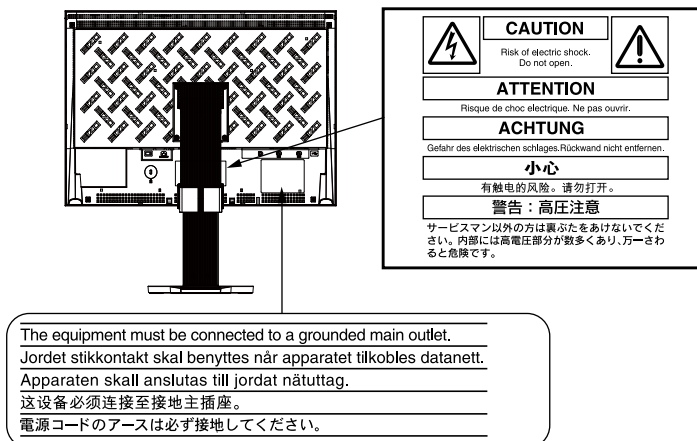 CAUTION
Risk of electric shock.
Do not open.
ATTENTION
Risque de choc electrique. Ne pas ouvrir.
ACHTUNG
Gefahr des elektrischen schlages.Rückwand nicht entfernen.
小心
有触电的风险。请勿打开。
警告：高圧注意
サービスマン以外の方は裏ぶたをあけないでくだ
さい。内部には高電圧部分が数多くあり、万一さわ
ると危険です。
The equipment must be connected to a grounded main outlet.
Jordet stikkontakt skal benyttes når apparatet tilkobles datanett.
Apparaten skall anslutas till jordat nätuttag.
这设备必须连接至接地主插座。
電源コードのアースは必ず接地してください。